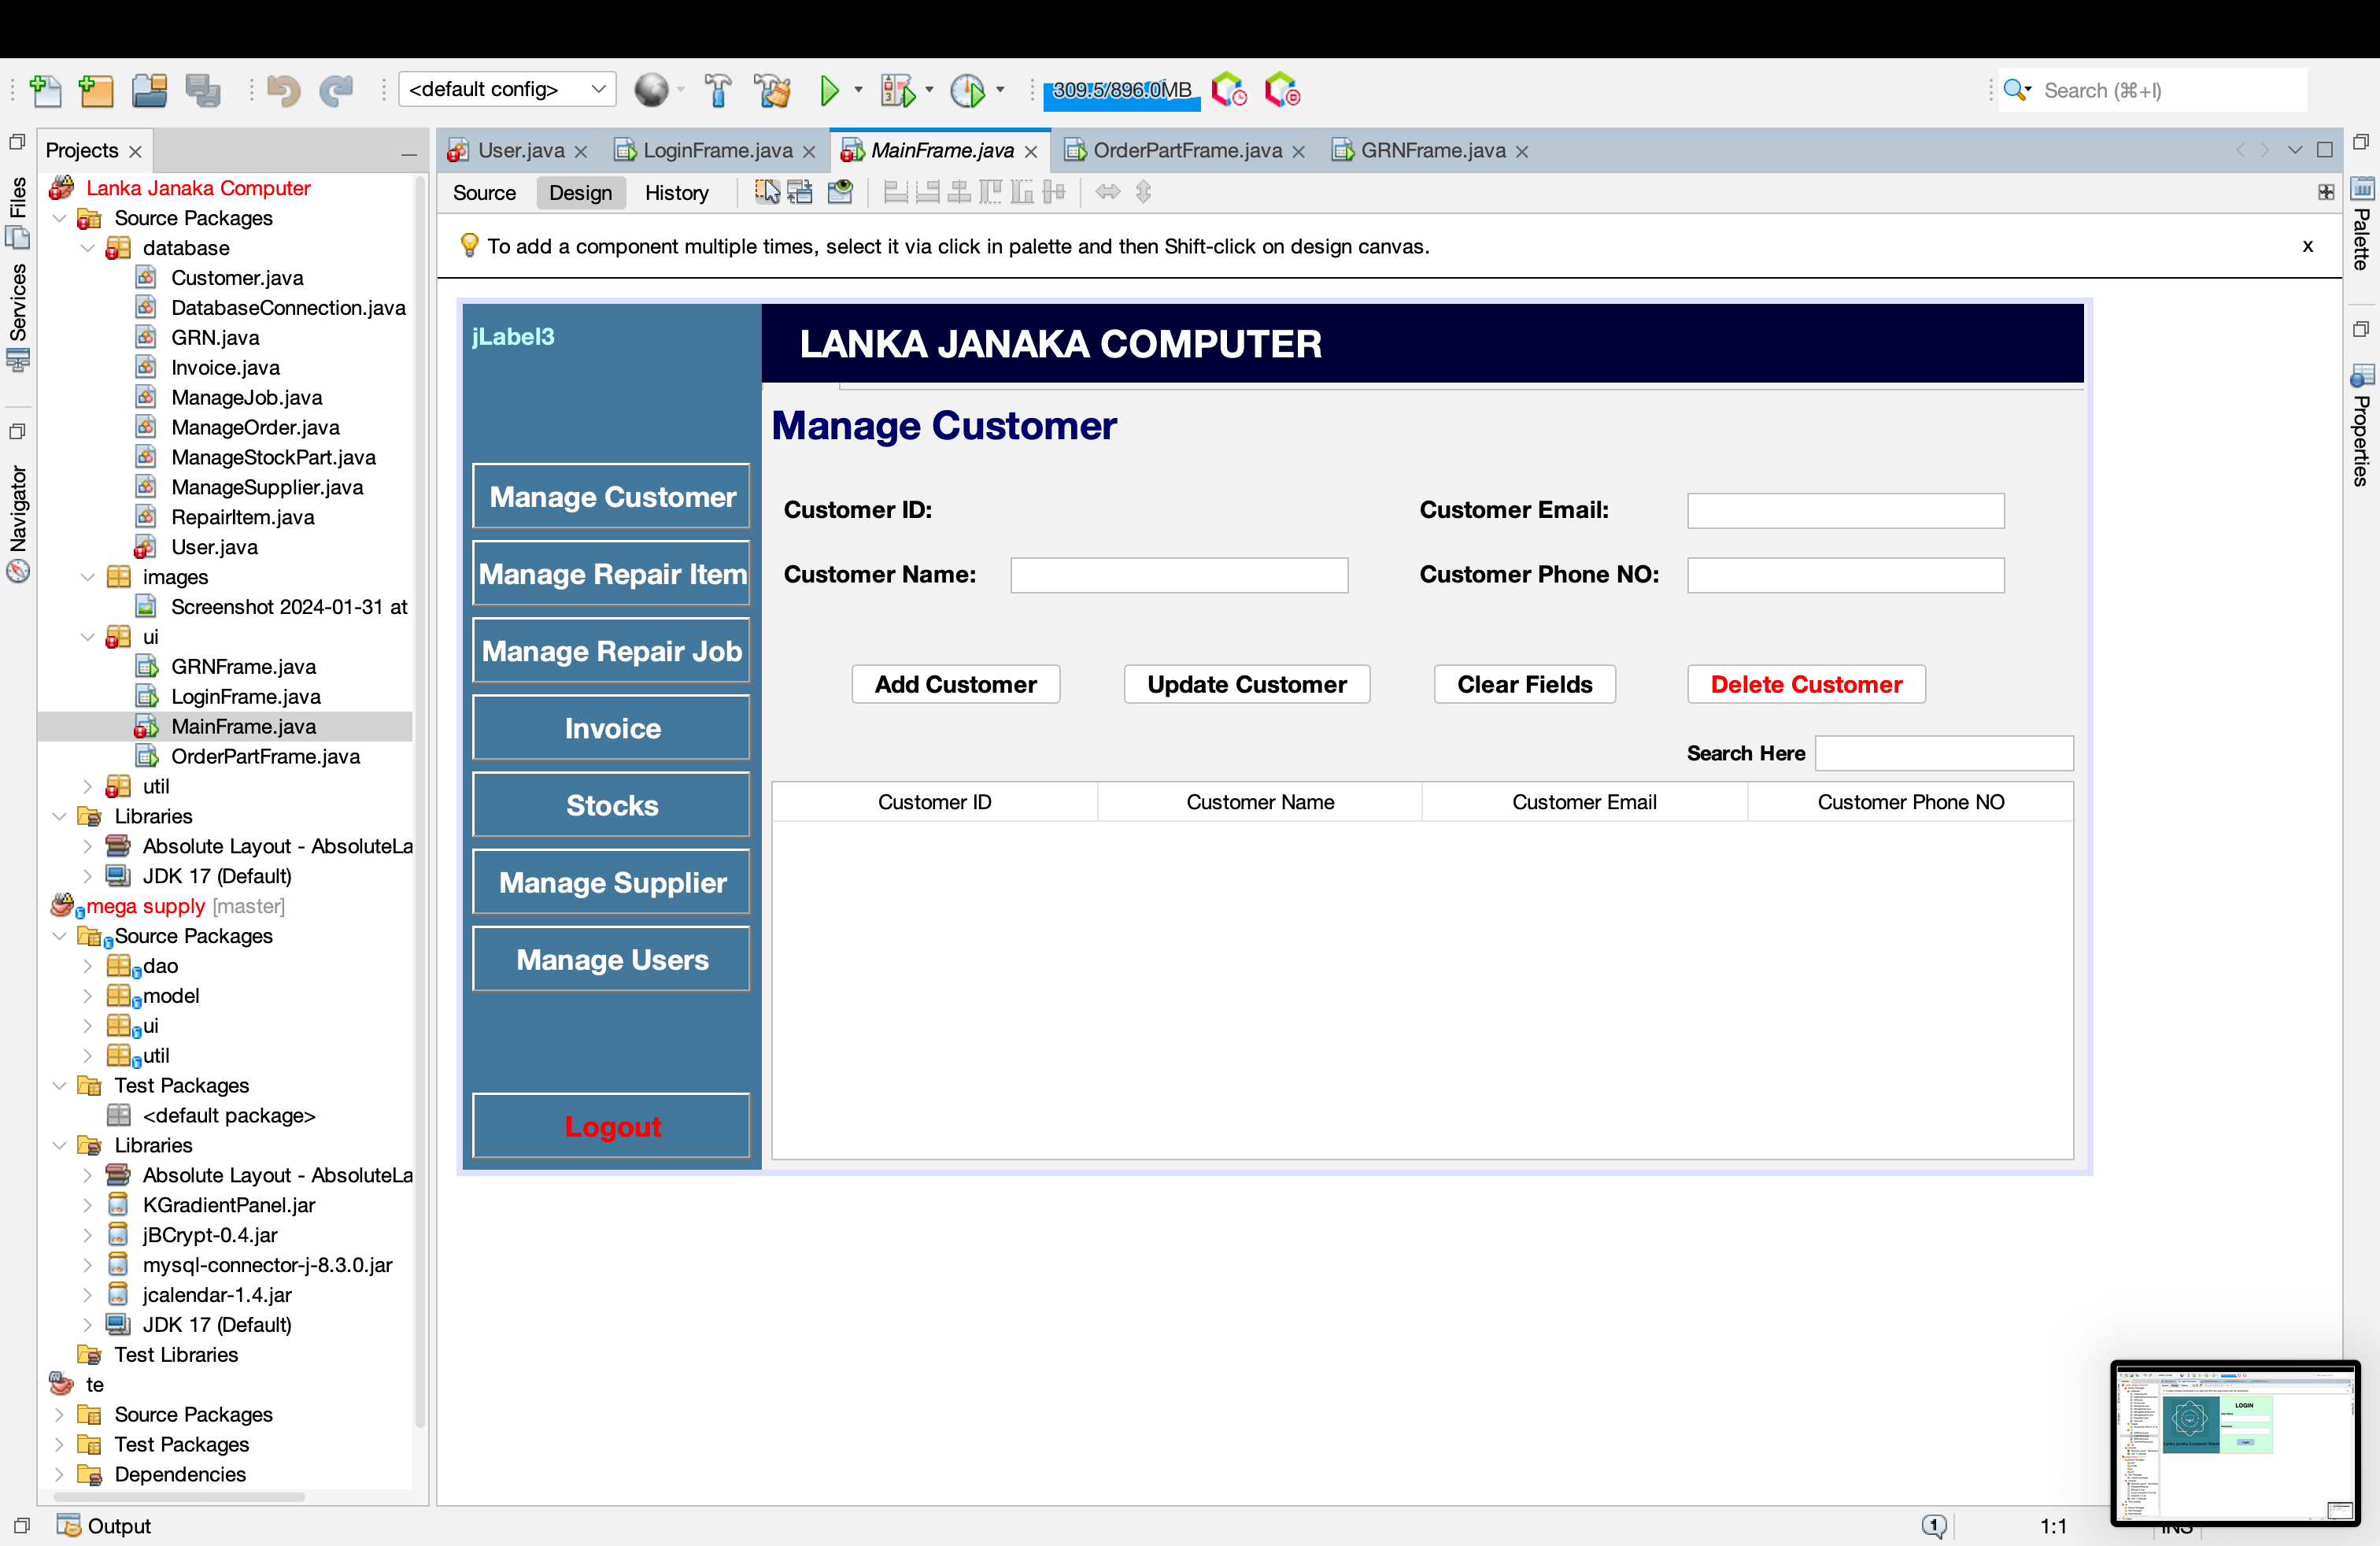 <default config>
309.5/896.0MB
Search (⌘+I)
Projects
User.java
LoginFrame.java
MainFrame.java
OrderPartFrame.java
GRNFrame.java
Source
Design
History
To add a component multiple times, select it via click in palette and then Shift-click on design canvas.
x
Files
Services
Navigator
Palette
Properties
Lanka Janaka Computer
Source Packages
database
Customer.java
DatabaseConnection.java
GRN.java
Invoice.java
ManageJob.java
ManageOrder.java
ManageStockPart.java
ManageSupplier.java
RepairItem.java
User.java
images
Screenshot 2024-01-31 at
ui
GRNFrame.java
LoginFrame.java
MainFrame.java
OrderPartFrame.java
util
Libraries
Absolute Layout - AbsoluteLa
JDK 17 (Default)
mega supply [master]
Source Packages
dao
model
ui
util
Test Packages
<default package>
Libraries
Absolute Layout - AbsoluteLa
KGradientPanel.jar
jBCrypt-0.4.jar
mysql-connector-j-8.3.0.jar
jcalendar-1.4.jar
JDK 17 (Default)
Test Libraries
te
Source Packages
Test Packages
Dependencies
jLabel3
LANKA JANAKA COMPUTER
Manage Customer
Manage Repair Item
Manage Repair Job
Invoice
Stocks
Manage Supplier
Manage Users
Logout
Manage Customer
Customer ID:
Customer Email:
Customer Name:
Customer Phone NO:
Add Customer
Update Customer
Clear Fields
Delete Customer
Search Here
Customer ID
Customer Name
Customer Email
Customer Phone NO
LOGIN
Output
1
1:1
INS